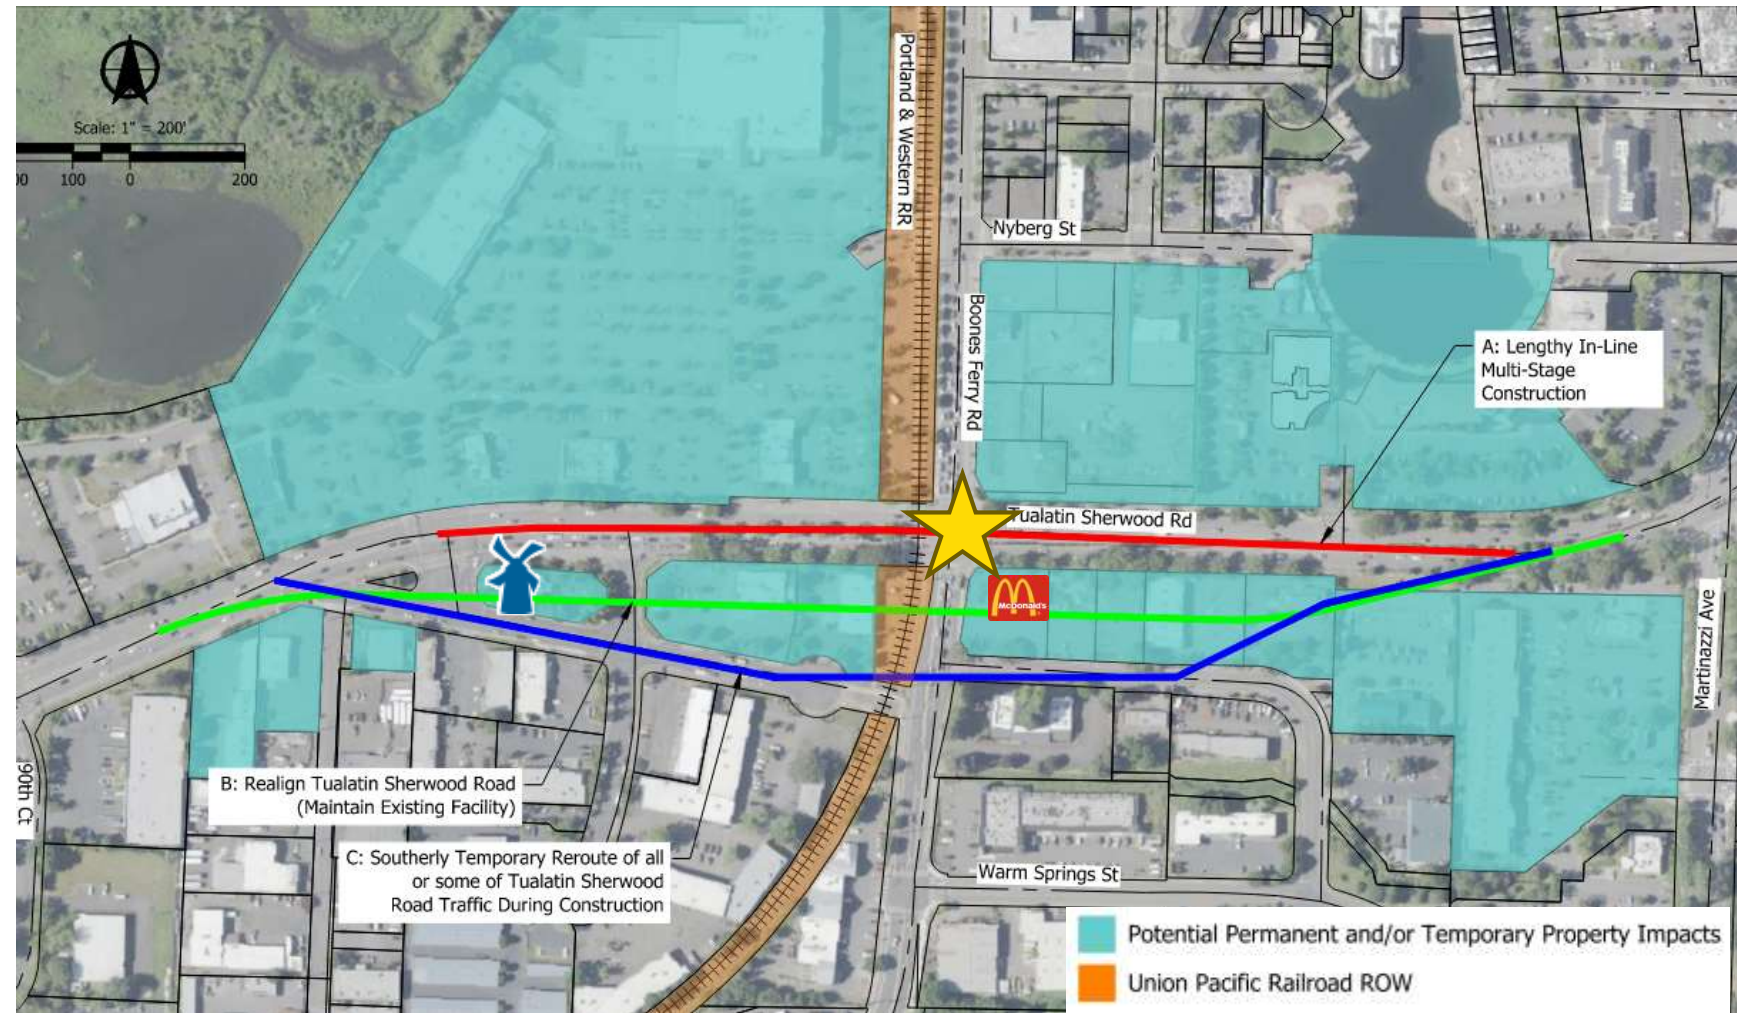 Scale: 1" = 200'
00 100 0 200
Portland & Western RR
Nyberg St
Boones Ferry Rd
A: Lengthy In-Line
Multi-Stage
Construction
Tualatin Sherwood Rd
McDonald's
Martinazzi Ave
90th Ct
B: Realign Tualatin Sherwood Road
(Maintain Existing Facility)
C: Southerly Temporary Reroute of all
or some of Tualatin Sherwood
Road Traffic During Construction
Warm Springs St
Potential Permanent and/or Temporary Property Impacts
Union Pacific Railroad ROW